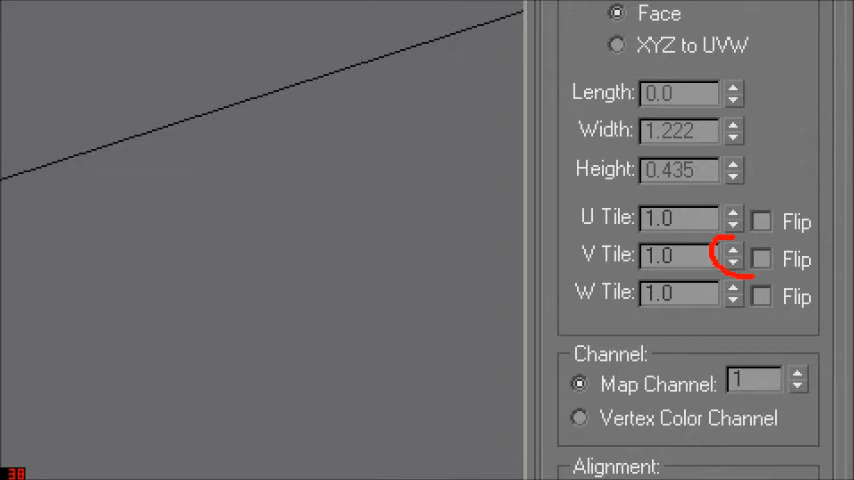 Face
XYZ to UVW
Length: 0.0
Width: 1.222
Height: 0.435
U Tile: 1.0 Flip
V Tile: 1.0 Flip
W Tile: 1.0 Flip
Channel:
Map Channel: 1
Vertex Color Channel
Alignment:
38